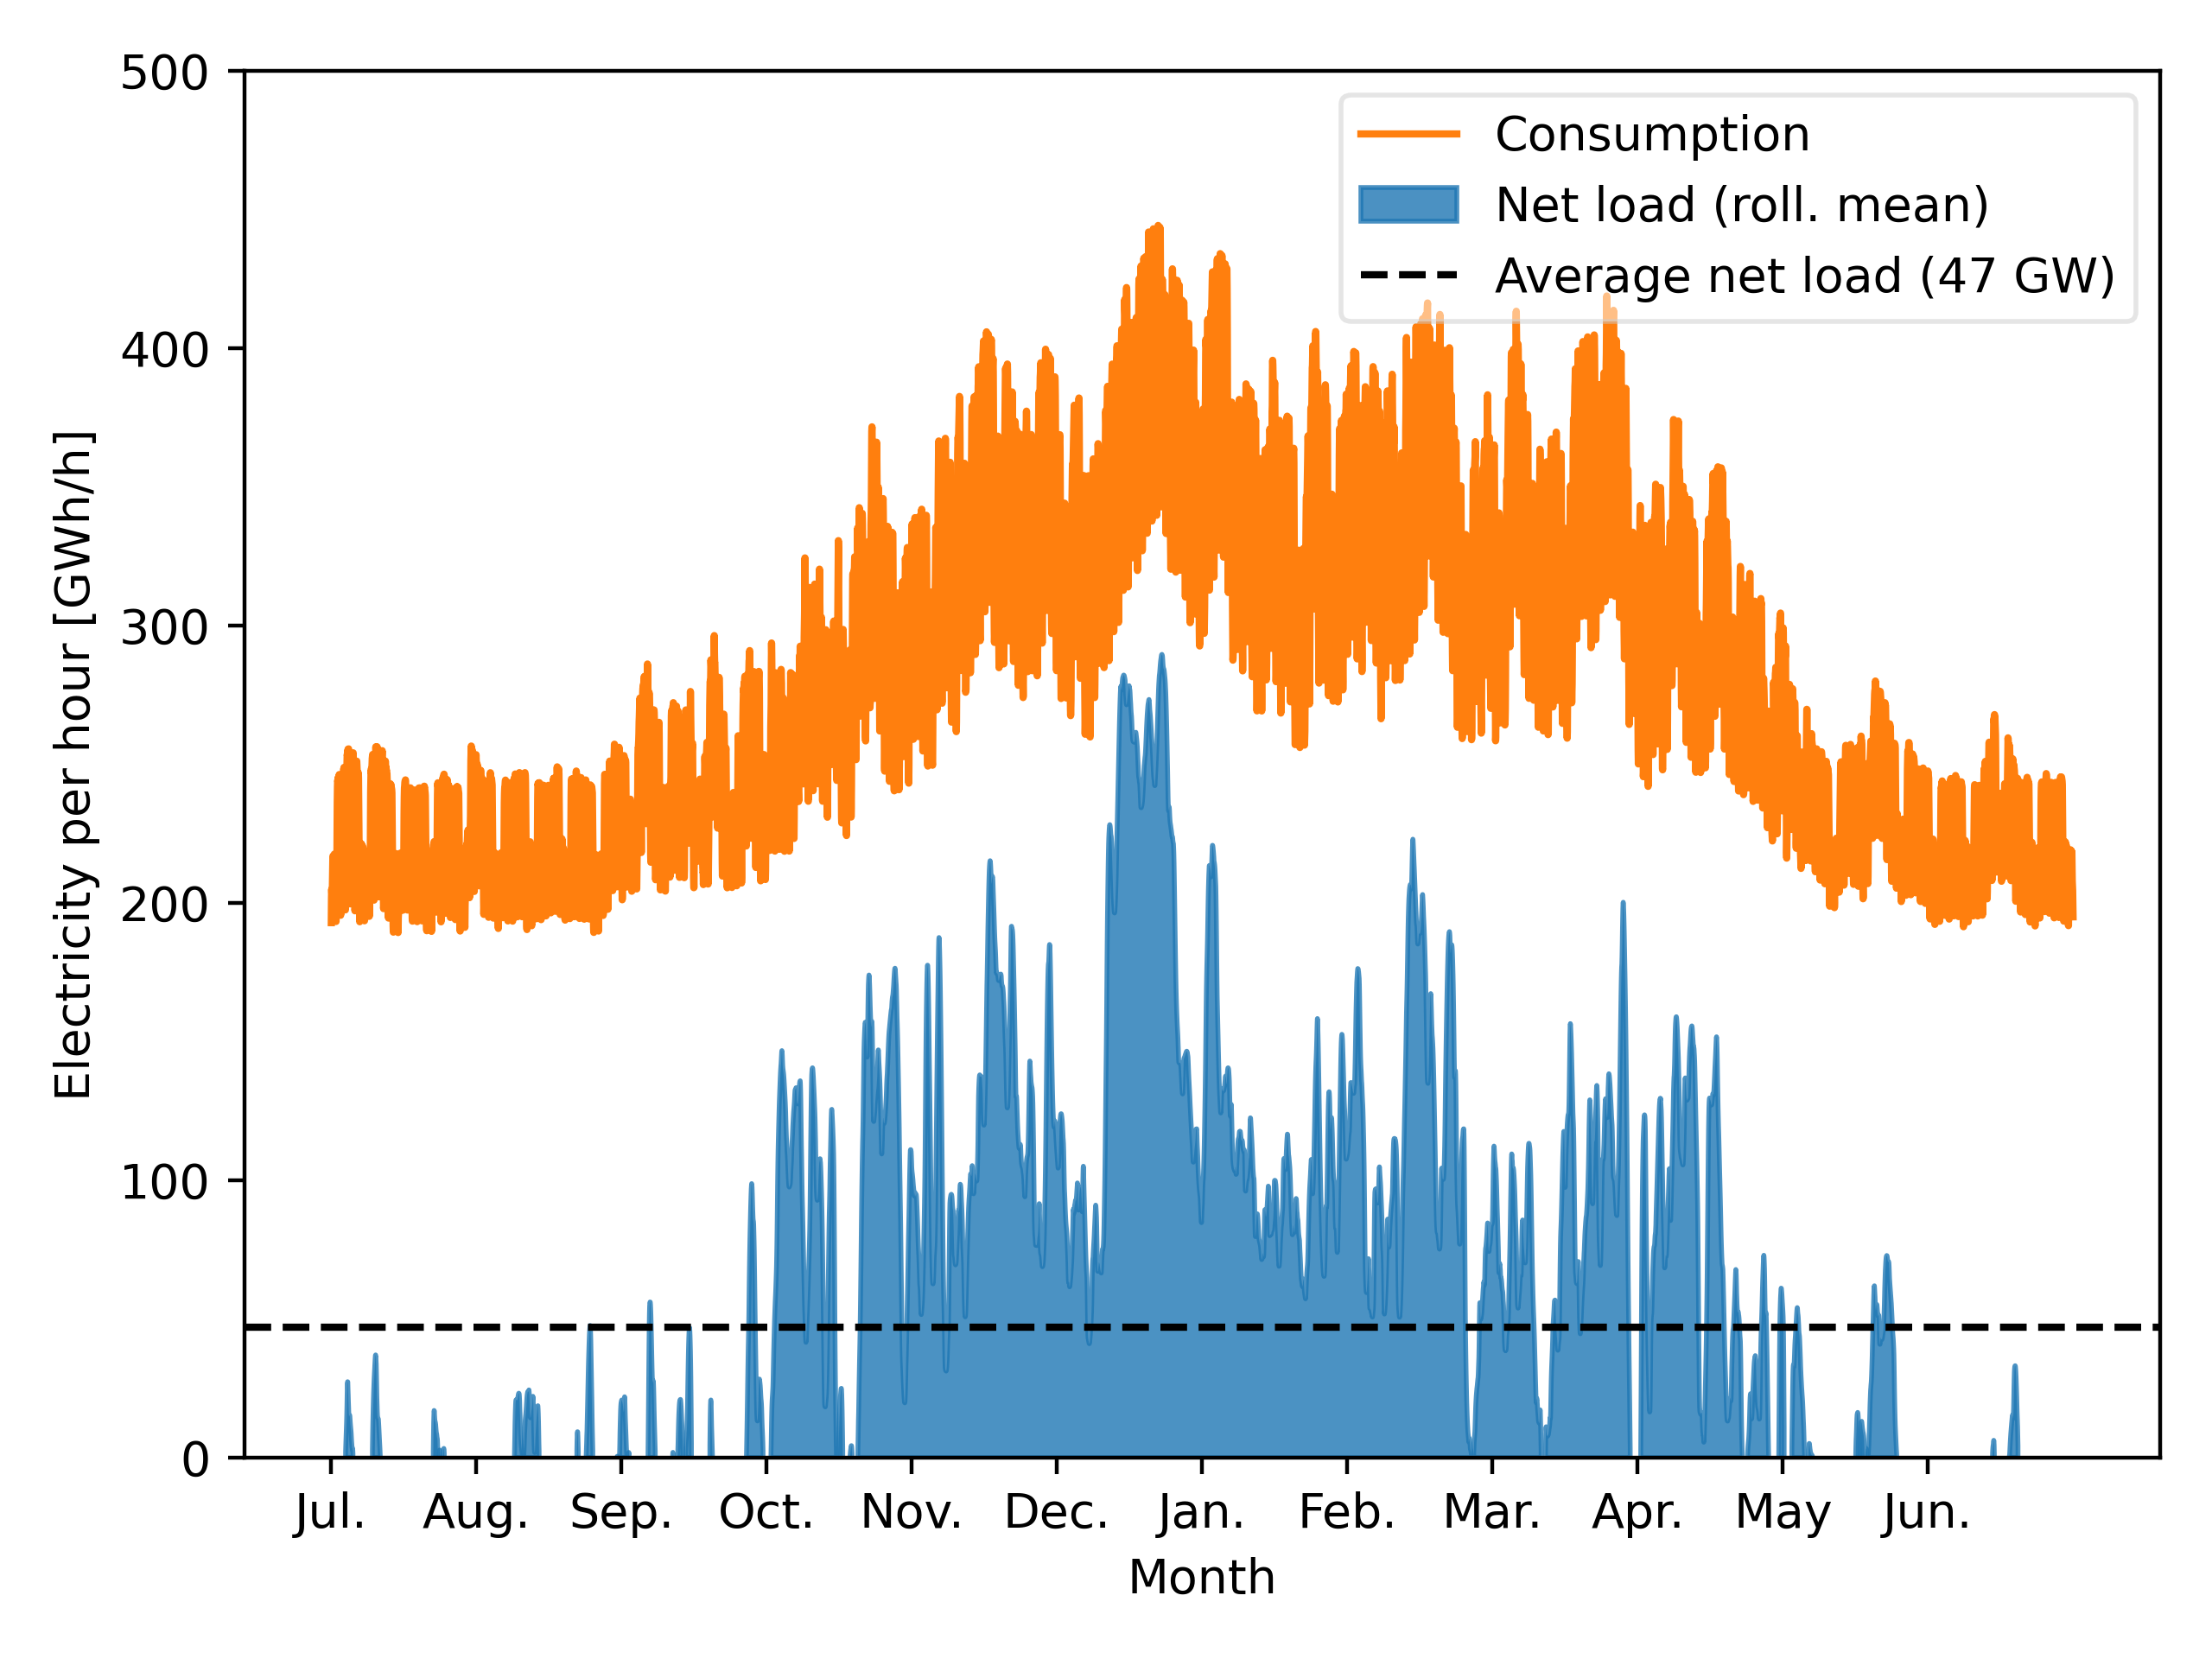 500
400
300
200
100
0
Electricity per hour [GWh/h]
Consumption
Net load (roll. mean)
Average net load (47 GW)
Jul. Aug. Sep. Oct. Nov. Dec. Jan. Feb. Mar. Apr. May Jun.
Month